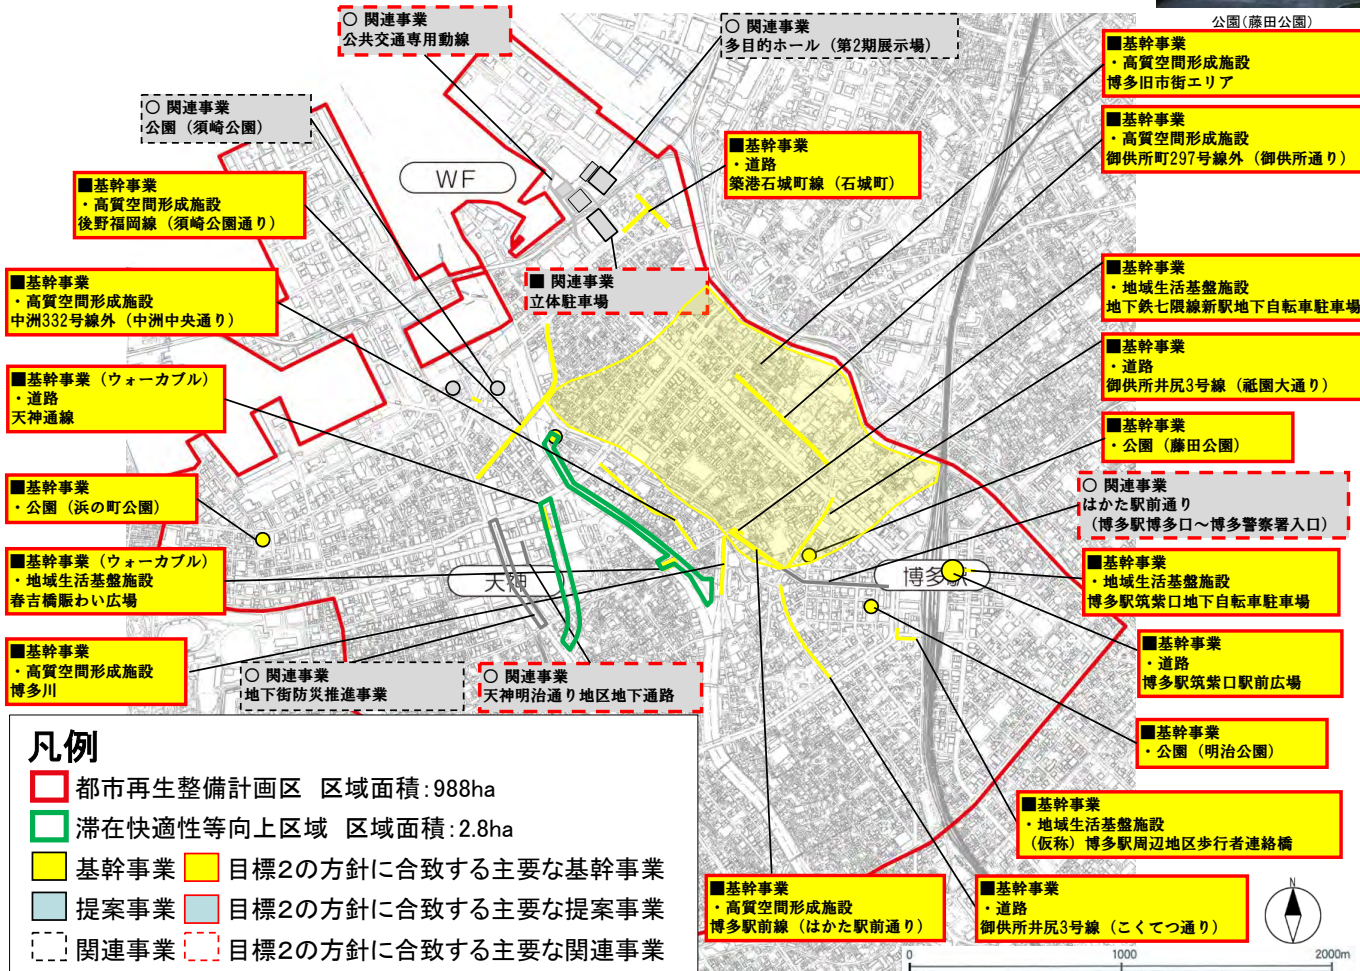 公園(藤田公園)
○ 関連事業
公共交通専用動線
○ 関連事業
多目的ホール（第2期展示場）
■基幹事業
・高質空間形成施設
博多旧市街エリア
○ 関連事業
公園（須崎公園）
■基幹事業
・高質空間形成施設
御供所町297号線外（御供所通り）
■基幹事業
・道路
築港石城町線（石城町）
WF
■基幹事業
・高質空間形成施設
後野福岡線（須崎公園通り）
■基幹事業
・高質空間形成施設
中洲332号線外（中洲中央通り）
■ 関連事業
立体駐車場
■基幹事業
・地域生活基盤施設
地下鉄七隈線新駅地下自転車駐車場
■基幹事業
・道路
御供所井尻3号線（祗園大通り）
■基幹事業（ウォーカブル）
・道路
天神通線
■基幹事業
・公園（藤田公園）
■基幹事業
・公園（浜の町公園）
○ 関連事業
はかた駅前通り
（博多駅博多口～博多警察署入口）
■基幹事業（ウォーカブル）
・地域生活基盤施設
春吉橋賑わい広場
天神
博多駅
■基幹事業
・地域生活基盤施設
博多駅筑紫口地下自転車駐車場
■基幹事業
・高質空間形成施設
博多川
○ 関連事業
地下街防災推進事業
○ 関連事業
天神明治通り地区地下通路
■基幹事業
・道路
博多駅筑紫口駅前広場
■基幹事業
・公園（明治公園）
■基幹事業
・地域生活基盤施設
（仮称）博多駅周辺地区歩行者連絡橋
■基幹事業
・高質空間形成施設
博多駅前線（はかた駅前通り）
■基幹事業
・道路
御供所井尻3号線（こくてつ通り）
凡例
都市再生整備計画区 区域面積:988ha
滞在快適性等向上区域 区域面積:2.8ha
基幹事業 目標2の方針に合致する主要な基幹事業
提案事業 目標2の方針に合致する主要な提案事業
関連事業 目標2の方針に合致する主要な関連事業
N
0 1000 2000m